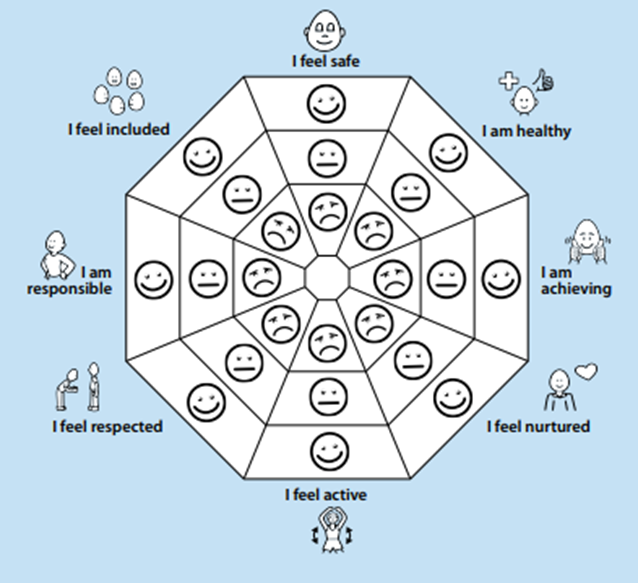 I feel safe
I feel included
I am healthy
I am
responsible
I am
achieving
I feel respected
I feel nurtured
I feel active